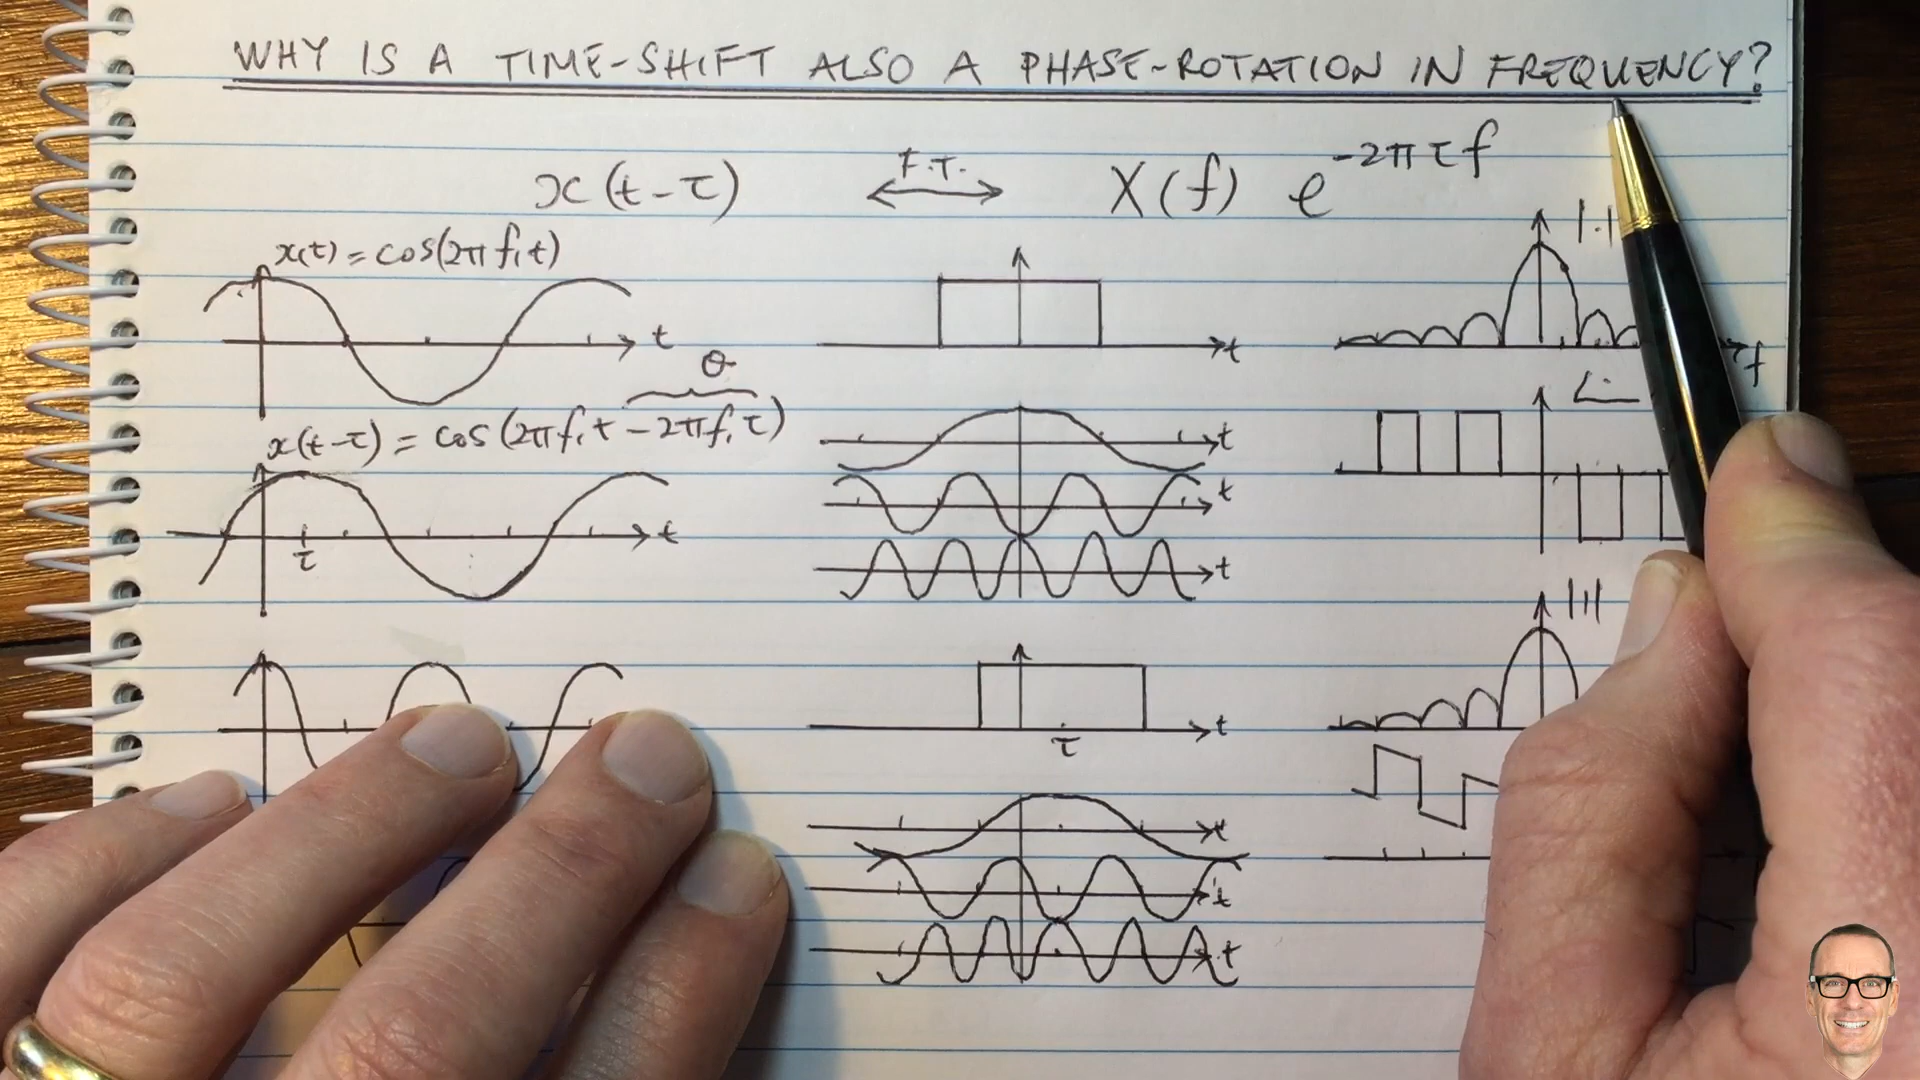 WHY IS A TIME-SHIFT ALSO A PHASE-ROTATION IN FREQUENCY?
x(t-τ) F.T. X(f) e^-2πτf
|.|
x(t) = cos(2πf₁t)
t
t
f
θ
x(t-τ) = cos(2πf₁t - 2πf₁τ)
t
t
t
t
τ
|.|
t
τ
t
t
t